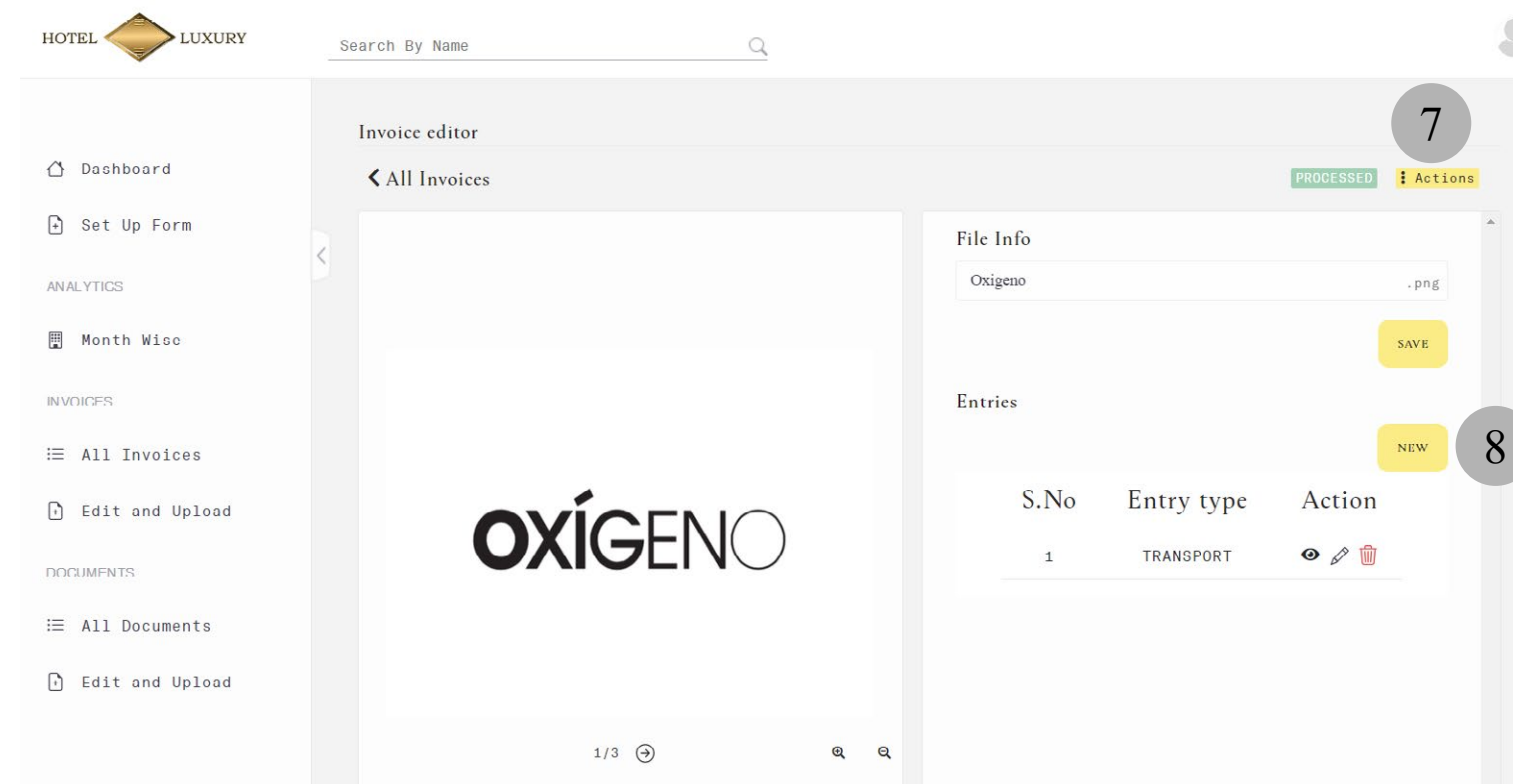 HOTEL LUXURY
Search By Name
7
Invoice editor
Dashboard
All Invoices
PROCESSED
Actions
Set Up Form
File Info
ANALYTICS
Oxigeno
.png
Month Wise
SAVE
INVOICES
Entries
All Invoices
NEW
8
S.No Entry type Action
Edit and Upload
OXÍGENO
1 TRANSPORT
DOCUMENTS
All Documents
Edit and Upload
1/3